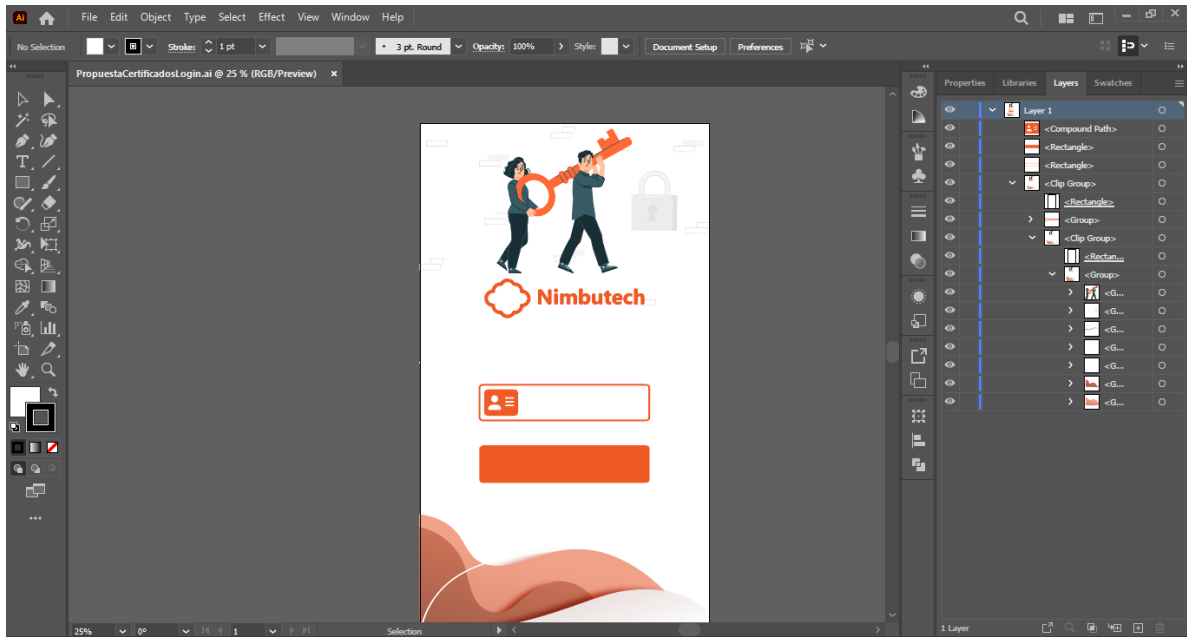 Ai File Edit Object Type Select Effect View Window Help
No Selection Stroke: 1 pt 3 pt. Round Opacity: 100% Style: Document Setup Preferences
PropuestaCertificadosLogin.ai @ 25 % (RGB/Preview) ×
Properties Libraries Layers Swatches
Layer 1
<Compound Path>
<Rectangle>
<Rectangle>
<Clip Group>
<Rectangle>
<Group>
<Clip Group>
<Rectan...
<Group>
<G...
<G...
<G...
<G...
<G...
<G...
<G...
Nimbutech
25% 0° 1 Selection
1 Layer